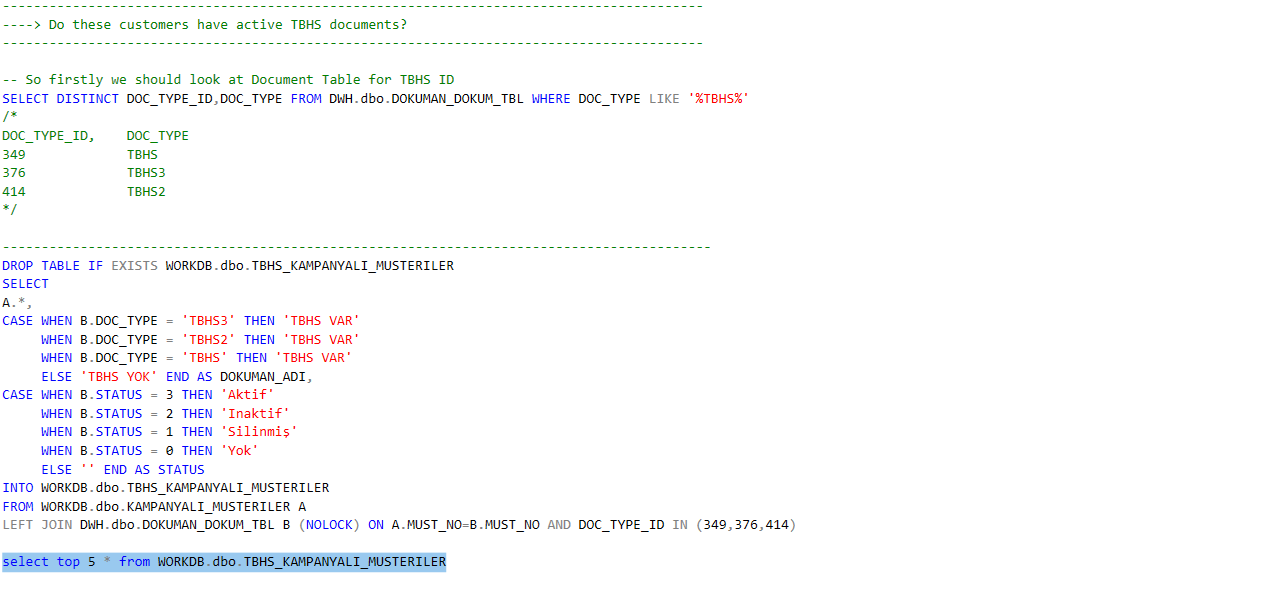 ------------------------------------------------------------------------------------------
----> Do these customers have active TBHS documents?
------------------------------------------------------------------------------------------
-- So firstly we should look at Document Table for TBHS ID
SELECT DISTINCT DOC_TYPE_ID,DOC_TYPE FROM DWH.dbo.DOKUMAN_DOKUM_TBL WHERE DOC_TYPE LIKE '%TBHS%'
/*
DOC_TYPE_ID,    DOC_TYPE
349             TBHS
376             TBHS3
414             TBHS2
*/
-------------------------------------------------------------------------------------------
DROP TABLE IF EXISTS WORKDB.dbo.TBHS_KAMPANYALI_MUSTERILER
SELECT
A.*,
CASE WHEN B.DOC_TYPE = 'TBHS3' THEN 'TBHS VAR'
     WHEN B.DOC_TYPE = 'TBHS2' THEN 'TBHS VAR'
     WHEN B.DOC_TYPE = 'TBHS' THEN 'TBHS VAR'
     ELSE 'TBHS YOK' END AS DOKUMAN_ADI,
CASE WHEN B.STATUS = 3 THEN 'Aktif'
     WHEN B.STATUS = 2 THEN 'Inaktif'
     WHEN B.STATUS = 1 THEN 'Silinmiş'
     WHEN B.STATUS = 0 THEN 'Yok'
     ELSE '' END AS STATUS
INTO WORKDB.dbo.TBHS_KAMPANYALI_MUSTERILER
FROM WORKDB.dbo.KAMPANYALI_MUSTERILER A
LEFT JOIN DWH.dbo.DOKUMAN_DOKUM_TBL B (NOLOCK) ON A.MUST_NO=B.MUST_NO AND DOC_TYPE_ID IN (349,376,414)
select top 5 * from WORKDB.dbo.TBHS_KAMPANYALI_MUSTERILER